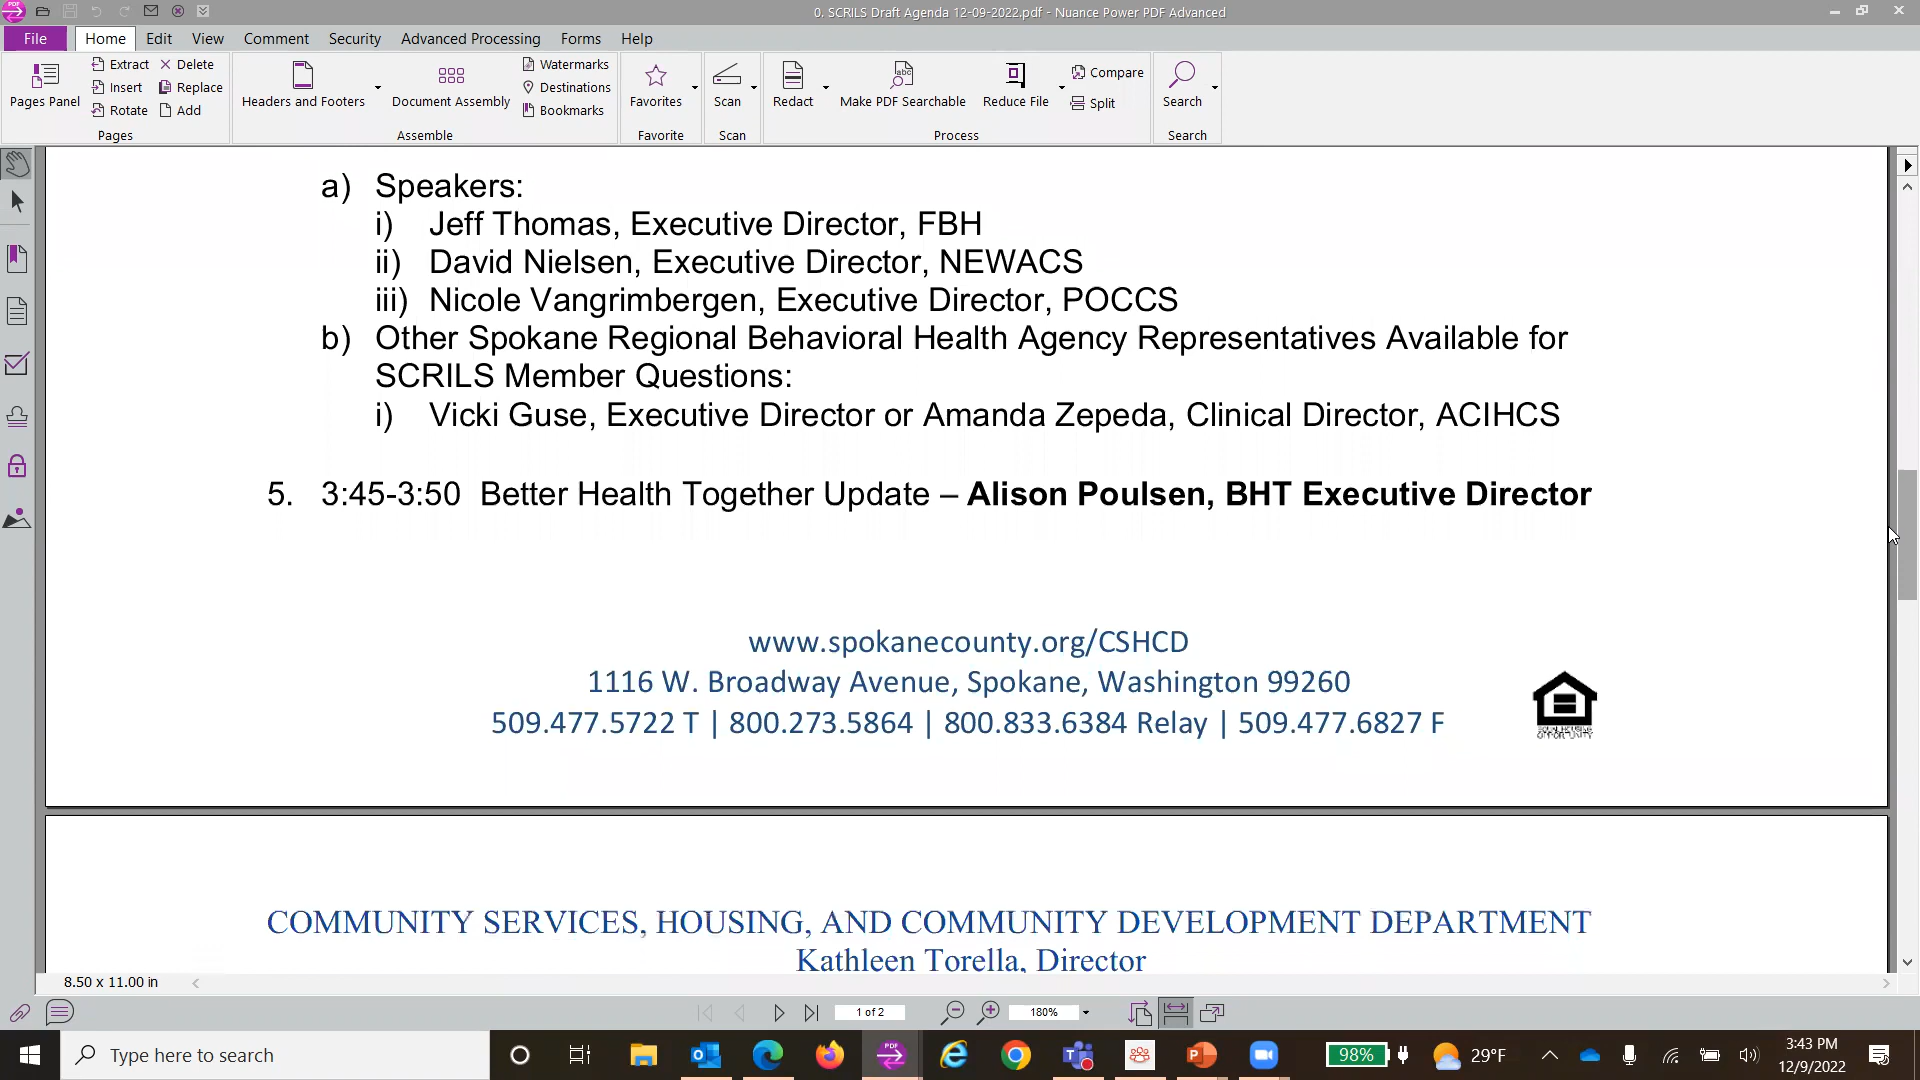 0. SCRILS Draft Agenda 12-09-2022.pdf - Nuance Power PDF Advanced
File Home Edit View Comment Security Advanced Processing Forms Help
Pages Panel
Extract Delete
Insert Replace
Rotate Add
Pages
Headers and Footers
Document Assembly
Watermarks
Destinations
Bookmarks
Assemble
Favorites
Favorite
Scan
Scan
Redact
Make PDF Searchable
Reduce File
Compare
Split
Process
Search
Search
a) Speakers:
i) Jeff Thomas, Executive Director, FBH
ii) David Nielsen, Executive Director, NEWACS
iii) Nicole Vangrimbergen, Executive Director, POCCS
b) Other Spokane Regional Behavioral Health Agency Representatives Available for
SCRILS Member Questions:
i) Vicki Guse, Executive Director or Amanda Zepeda, Clinical Director, ACIHCS
5. 3:45-3:50 Better Health Together Update – Alison Poulsen, BHT Executive Director
www.spokanecounty.org/CSHCD
1116 W. Broadway Avenue, Spokane, Washington 99260
509.477.5722 T | 800.273.5864 | 800.833.6384 Relay | 509.477.6827 F
OPPORTUNITY
COMMUNITY SERVICES, HOUSING, AND COMMUNITY DEVELOPMENT DEPARTMENT
Kathleen Torella, Director
8.50 x 11.00 in
1 of 2
180%
Type here to search
98%
29°F
3:43 PM
12/9/2022